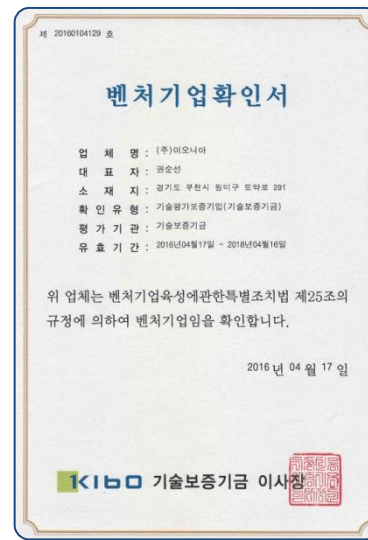 제 20160104129 호
벤처기업확인서
업 체 명 : (주)이오니아
대 표 자 : 권순선
소 재 지 : 경기도 부천시 원미구 도약로 291
확 인 유 형 : 기술평가보증기업(기술보증기금)
평 가 기 관 : 기술보증기금
유 효 기 간 : 2016년04월17일 ~ 2018년04월16일
위 업체는 벤처기업육성에관한특별조치법 제25조의
규정에 의하여 벤처기업임을 확인합니다.
2016 년 04 월 17 일
KIBO 기술보증기금 이사장